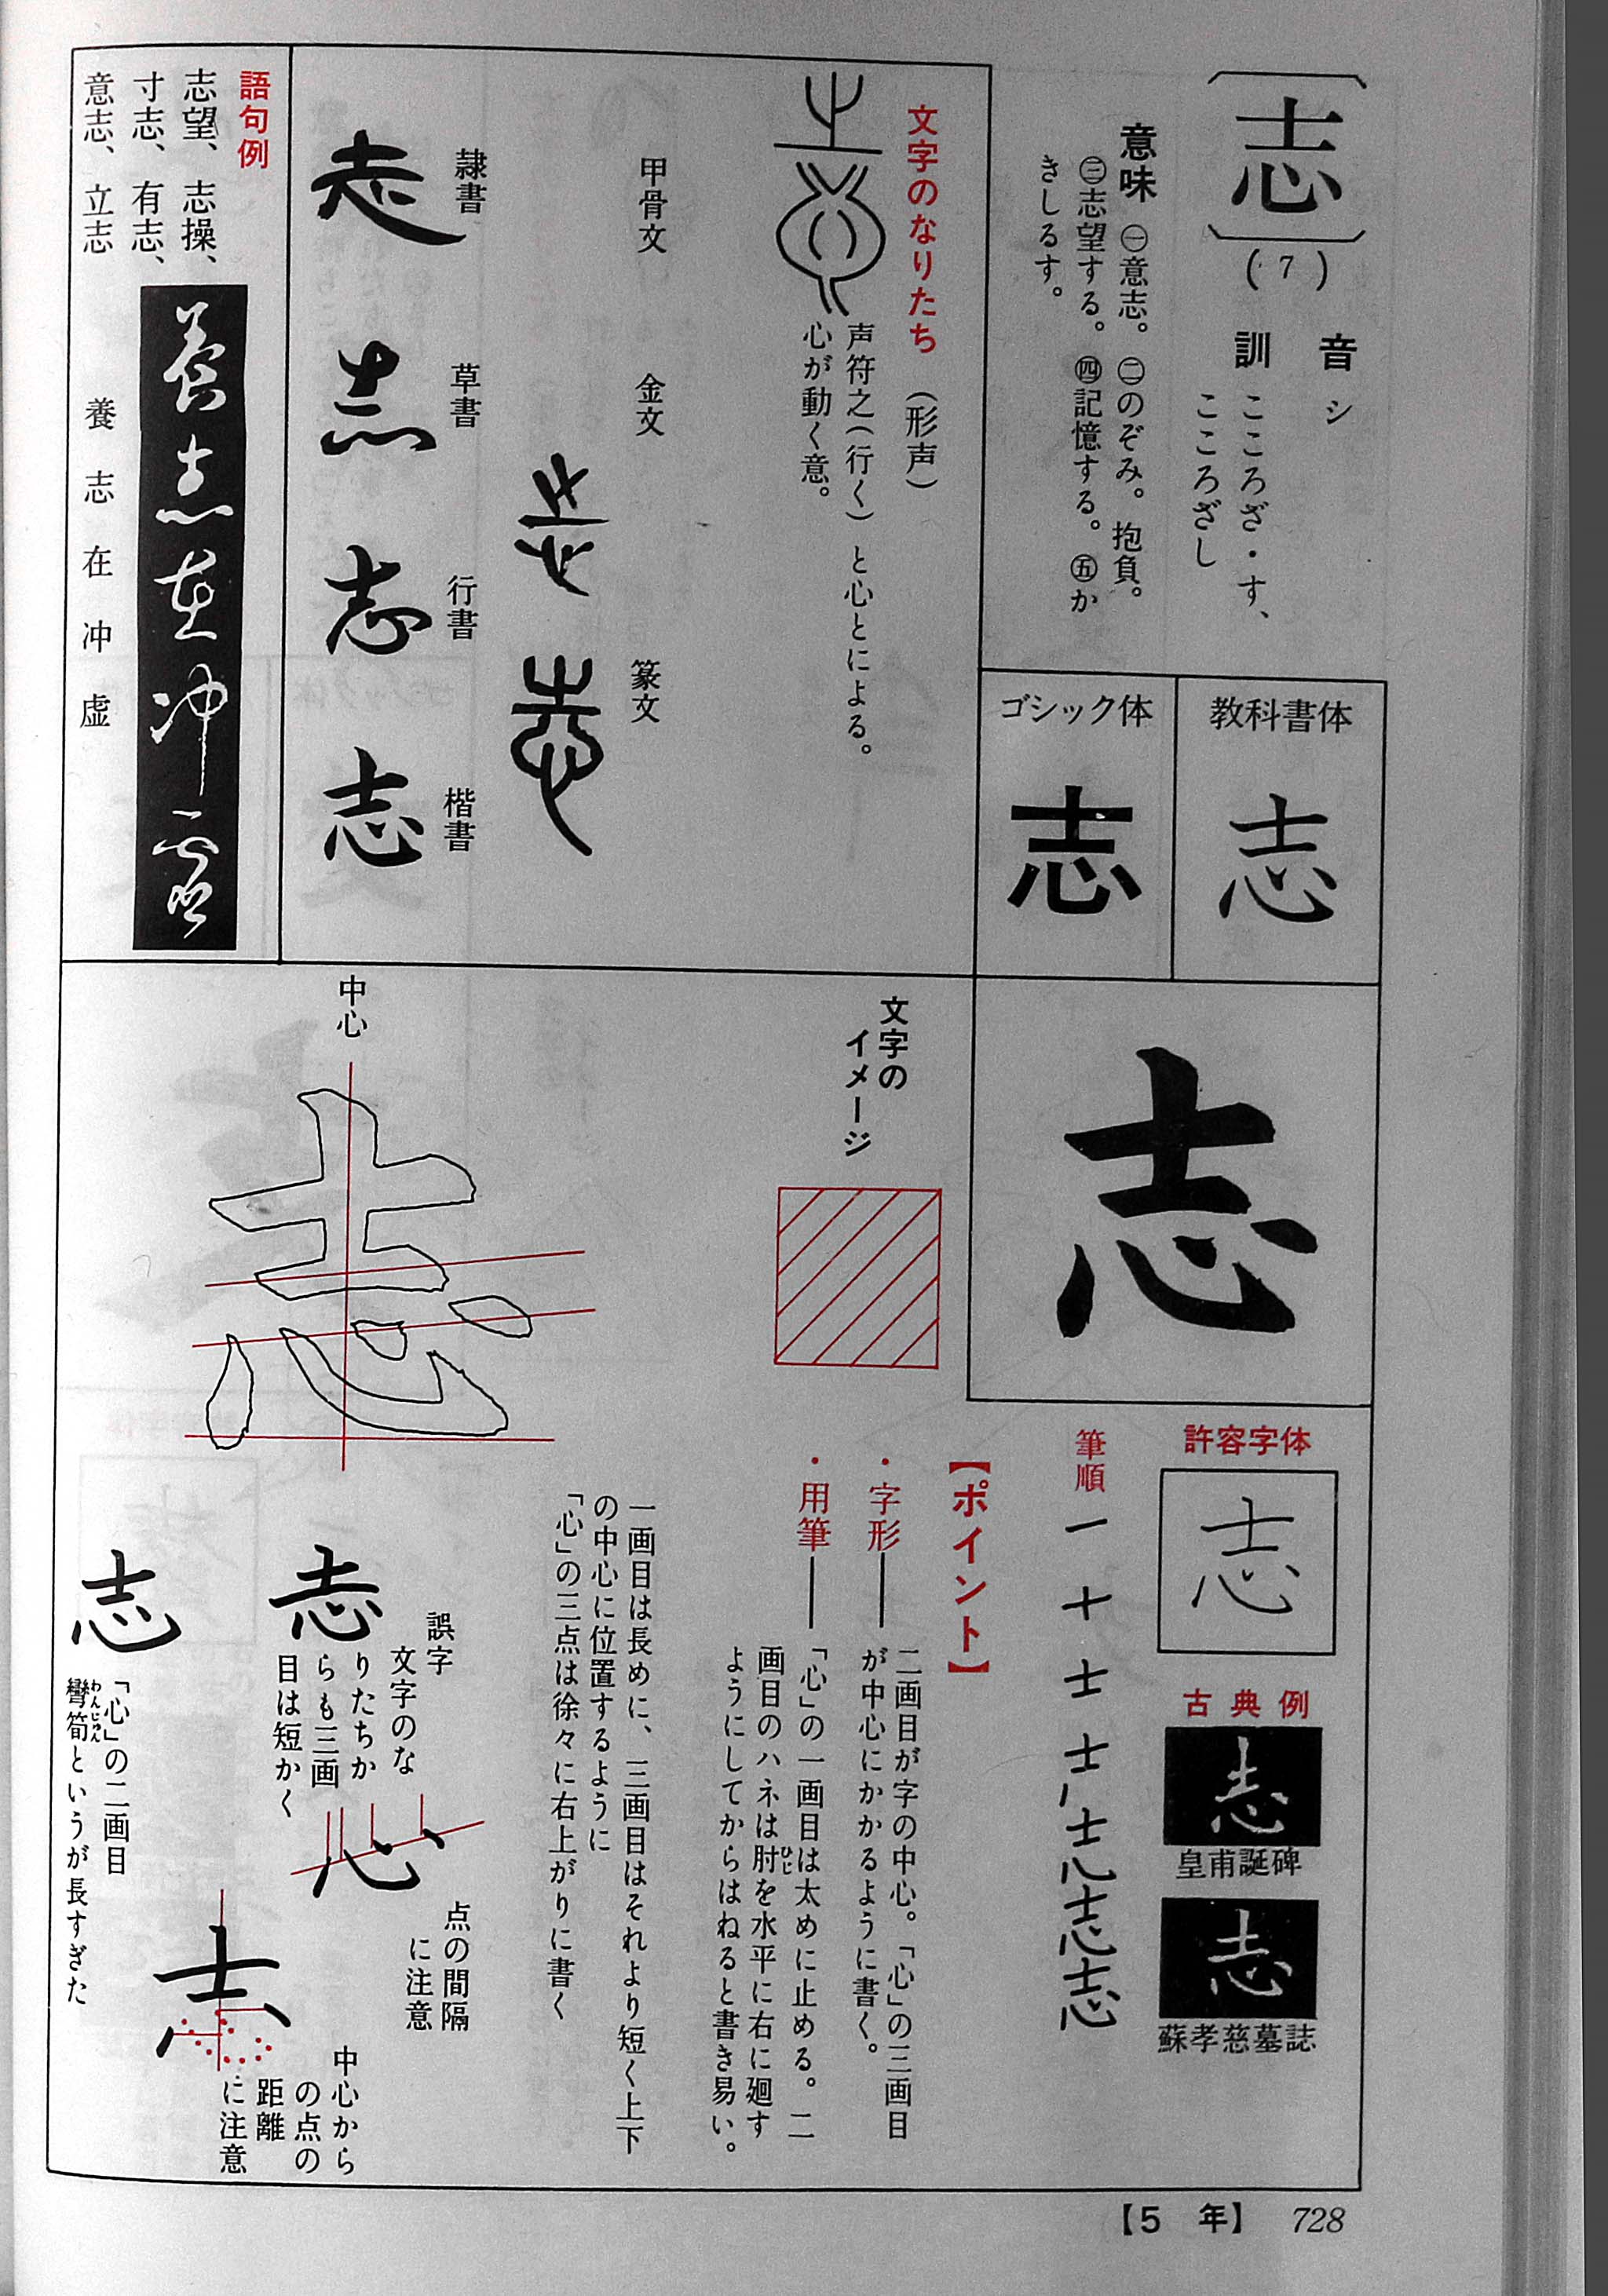 志
(7)
音 シ
訓 こころざ・す、
こころざし
意味 ㊀意志。㊁のぞみ。抱負。
㊂志望する。㊃記憶する。㊄か
きしるす。
教科書体
志
ゴシック体
志
文字のなりたち (形声)
声符之(行く)と心とによる。
心が動く意。
甲骨文
金文
篆文
隷書
志
草書
志
行書
志
楷書
志
語句例
志望、志操、
寸志、有志、
意志、立志
養志在冲虚
養志在冲虚
志
許容字体
志
古典例
志
皇甫誕碑
志
蘇孝慈墓誌
筆順
一十士志志
【ポイント】
・字形――二画目が字の中心。「心」の三画目
が中心にかかるように書く。
・用筆――「心」の一画目は太めに止める。二
画目のハネは肘を水平に右に廻す
ひじ
ようにしてからはねると書き易い。
文字の
イメージ
一画目は長めに、三画目はそれより短く上下
の中心に位置するように
「心」の三点は徐々に右上がりに書く
中心
誤字
文字のな
りたちか
らも三画
目は短かく
点の間隔
に注意
心
志
「心」の二画目
彎筍というが長すぎた
わんじゅん
中心から
の点の
距離
に注意
【5 年】 728